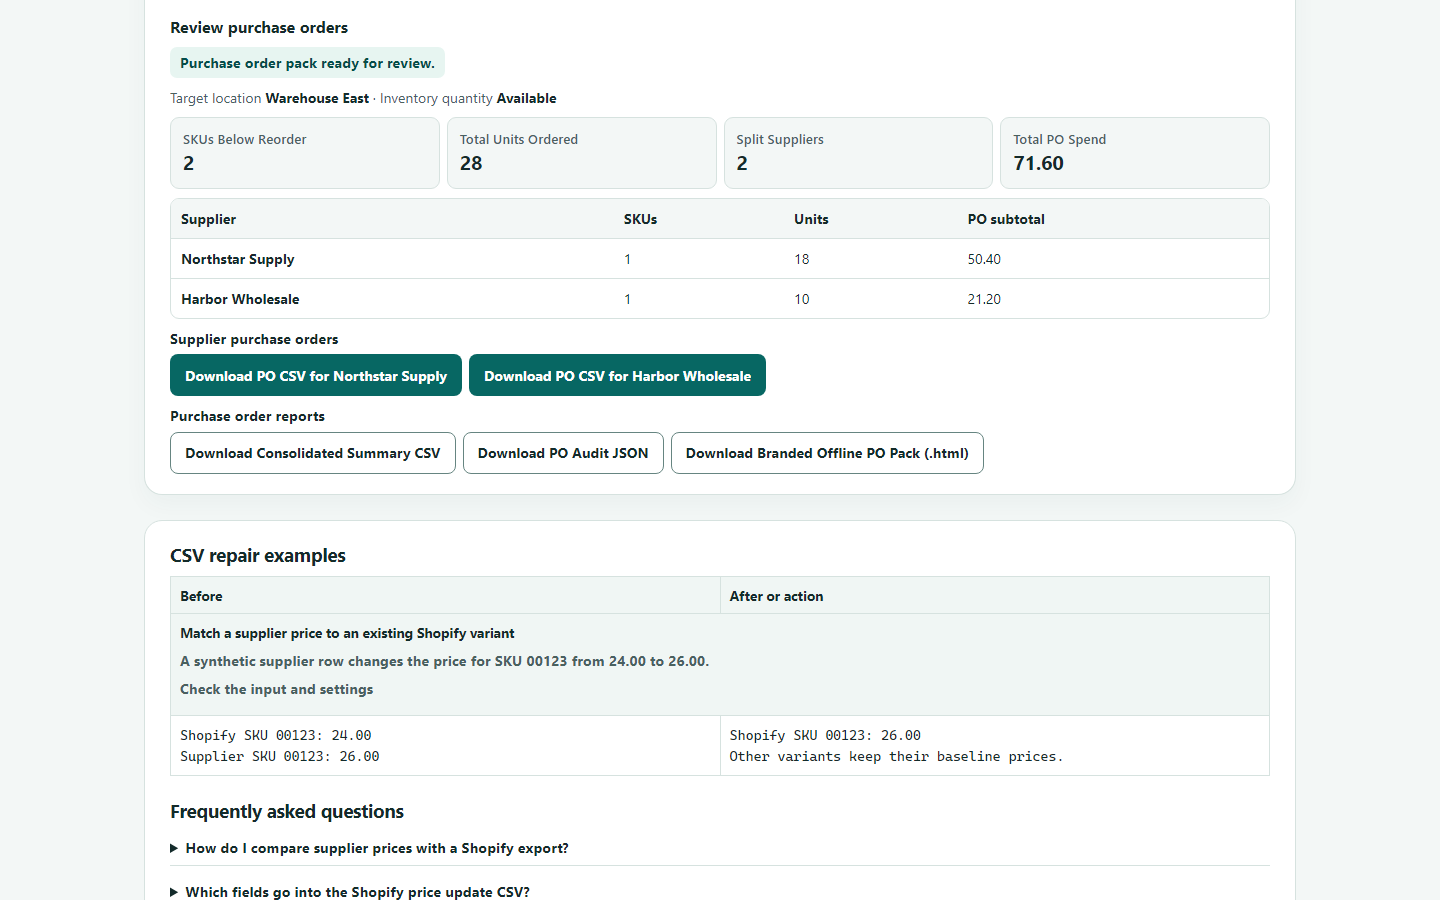 Review purchase orders
Purchase order pack ready for review.
Target location Warehouse East · Inventory quantity Available
SKUs Below Reorder
2
Total Units Ordered
28
Split Suppliers
2
Total PO Spend
71.60
Supplier SKUs Units PO subtotal
Northstar Supply 1 18 50.40
Harbor Wholesale 1 10 21.20
Supplier purchase orders
Download PO CSV for Northstar Supply
Download PO CSV for Harbor Wholesale
Purchase order reports
Download Consolidated Summary CSV
Download PO Audit JSON
Download Branded Offline PO Pack (.html)
CSV repair examples
Before
After or action
Match a supplier price to an existing Shopify variant
A synthetic supplier row changes the price for SKU 00123 from 24.00 to 26.00.
Check the input and settings
Shopify SKU 00123: 24.00
Supplier SKU 00123: 26.00
Shopify SKU 00123: 26.00
Other variants keep their baseline prices.
Frequently asked questions
How do I compare supplier prices with a Shopify export?
Which fields go into the Shopify price update CSV?